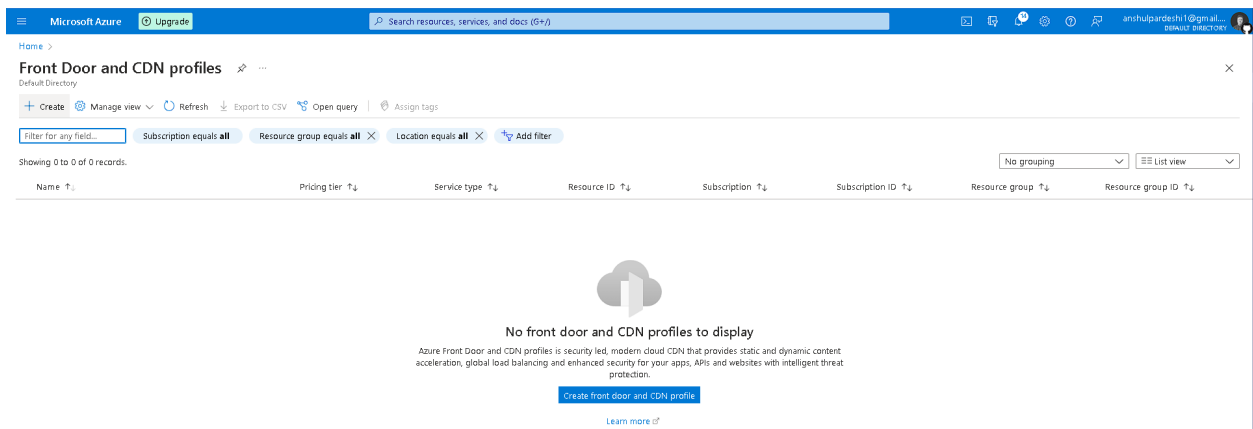 Microsoft Azure
Upgrade
Search resources, services, and docs (G+/)
anshulpardeshi1@gmail....
DEFAULT DIRECTORY
Home >
Front Door and CDN profiles
Default Directory
Create Manage view Refresh Export to CSV Open query Assign tags
Filter for any field... Subscription equals all Resource group equals all Location equals all Add filter
Showing 0 to 0 of 0 records.
No grouping List view
Name Pricing tier Service type Resource ID Subscription Subscription ID Resource group Resource group ID
No front door and CDN profiles to display
Azure Front Door and CDN profiles is security led, modern cloud CDN that provides static and dynamic content
acceleration, global load balancing and enhanced security for your apps, APIs and websites with intelligent threat
protection.
Create front door and CDN profile
Learn more